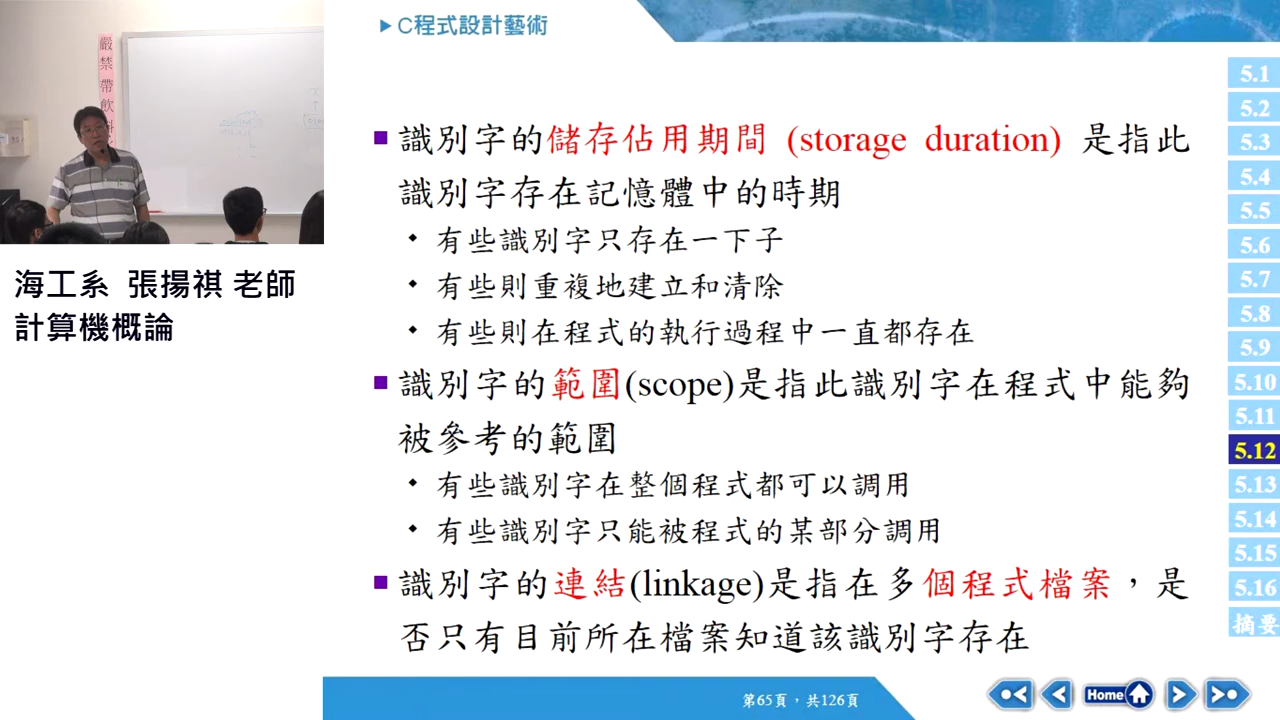 C程式設計藝術
嚴禁帶飲料
識別字的儲存佔用期間 (storage duration) 是指此
識別字存在記憶體中的時期
有些識別字只存在一下子
有些則重複地建立和清除
有些則在程式的執行過程中一直都存在
識別字的範圍(scope)是指此識別字在程式中能夠
被參考的範圍
有些識別字在整個程式都可以調用
有些識別字只能被程式的某部分調用
識別字的連結(linkage)是指在多個程式檔案，是
否只有目前所在檔案知道該識別字存在
海工系 張揚祺 老師
計算機概論
5.1
5.2
5.3
5.4
5.5
5.6
5.7
5.8
5.9
5.10
5.11
5.12
5.13
5.14
5.15
5.16
摘要
第65頁，共126頁
Home